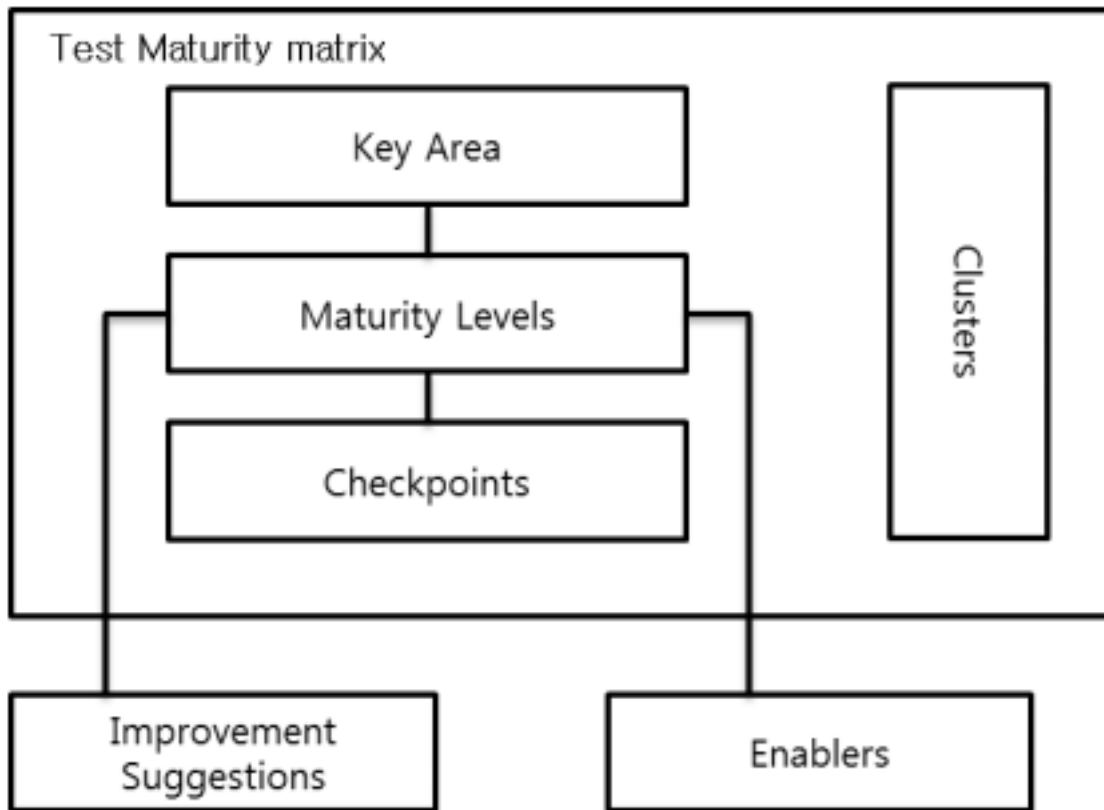 Test Maturity matrix
Key Area
Maturity Levels
Checkpoints
Clusters
Improvement
Suggestions
Enablers